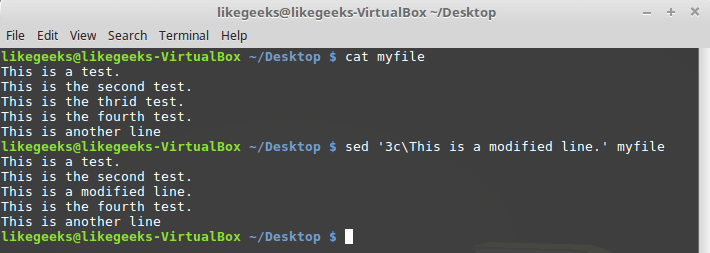 likegeeks@likegeeks-VirtualBox ~/Desktop
File Edit View Search Terminal Help
likegeeks@likegeeks-VirtualBox ~/Desktop $ cat myfile
This is a test.
This is the second test.
This is the thrid test.
This is the fourth test.
This is another line
likegeeks@likegeeks-VirtualBox ~/Desktop $ sed '3c\This is a modified line.' myfile
This is a test.
This is the second test.
This is a modified line.
This is the fourth test.
This is another line
likegeeks@likegeeks-VirtualBox ~/Desktop $